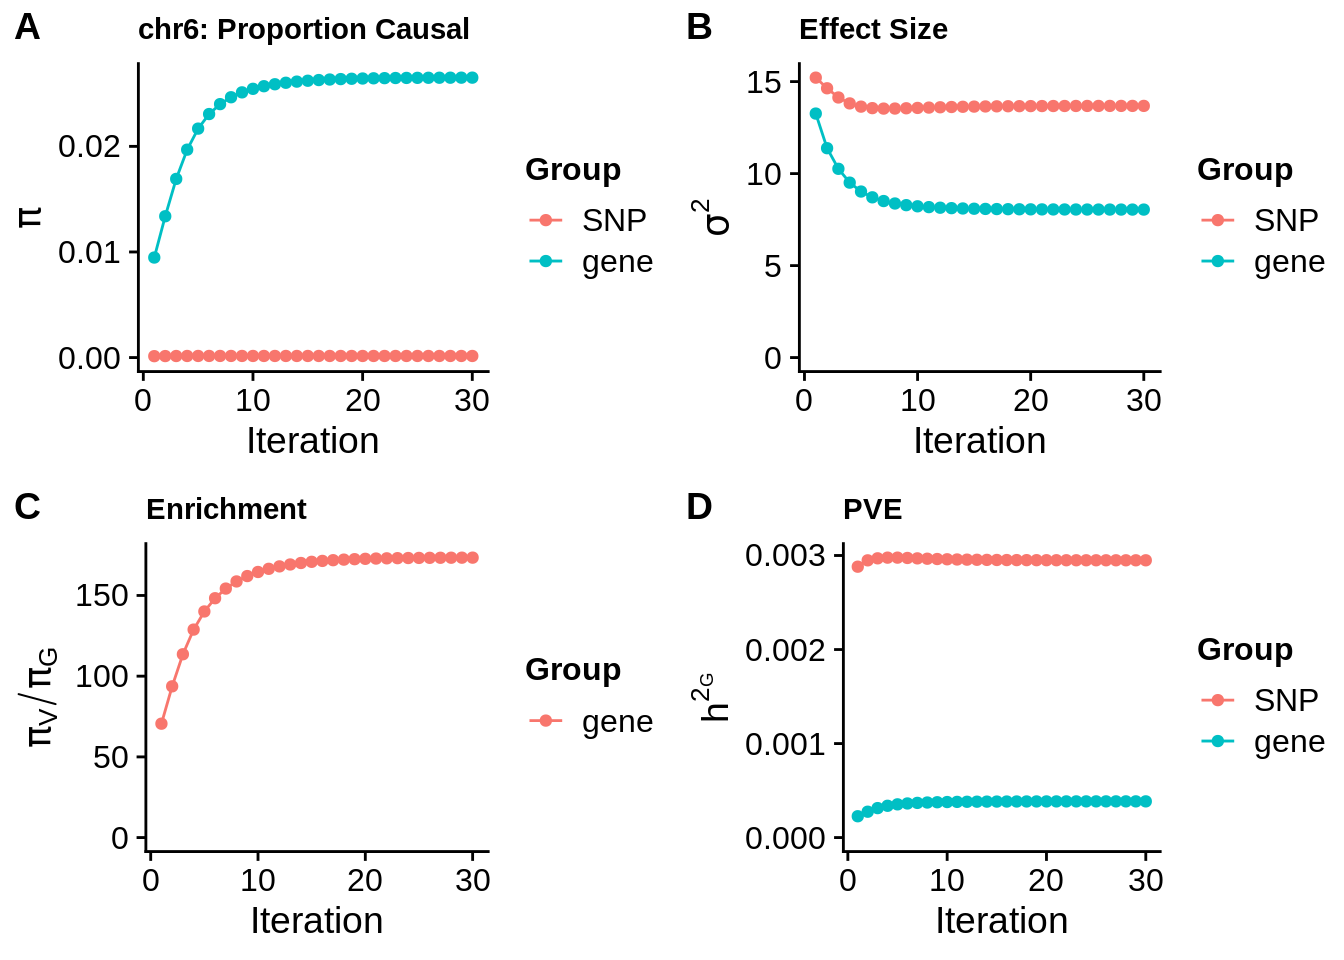 A
chr6: Proportion Causal
π
0.02
0.01
0.00
0 10 20 30
Iteration
Group
SNP
gene
B
Effect Size
σ²
15
10
5
0
0 10 20 30
Iteration
Group
SNP
gene
C
Enrichment
πV/πG
150
100
50
0
0 10 20 30
Iteration
Group
gene
D
PVE
h2G
0.003
0.002
0.001
0.000
0 10 20 30
Iteration
Group
SNP
gene